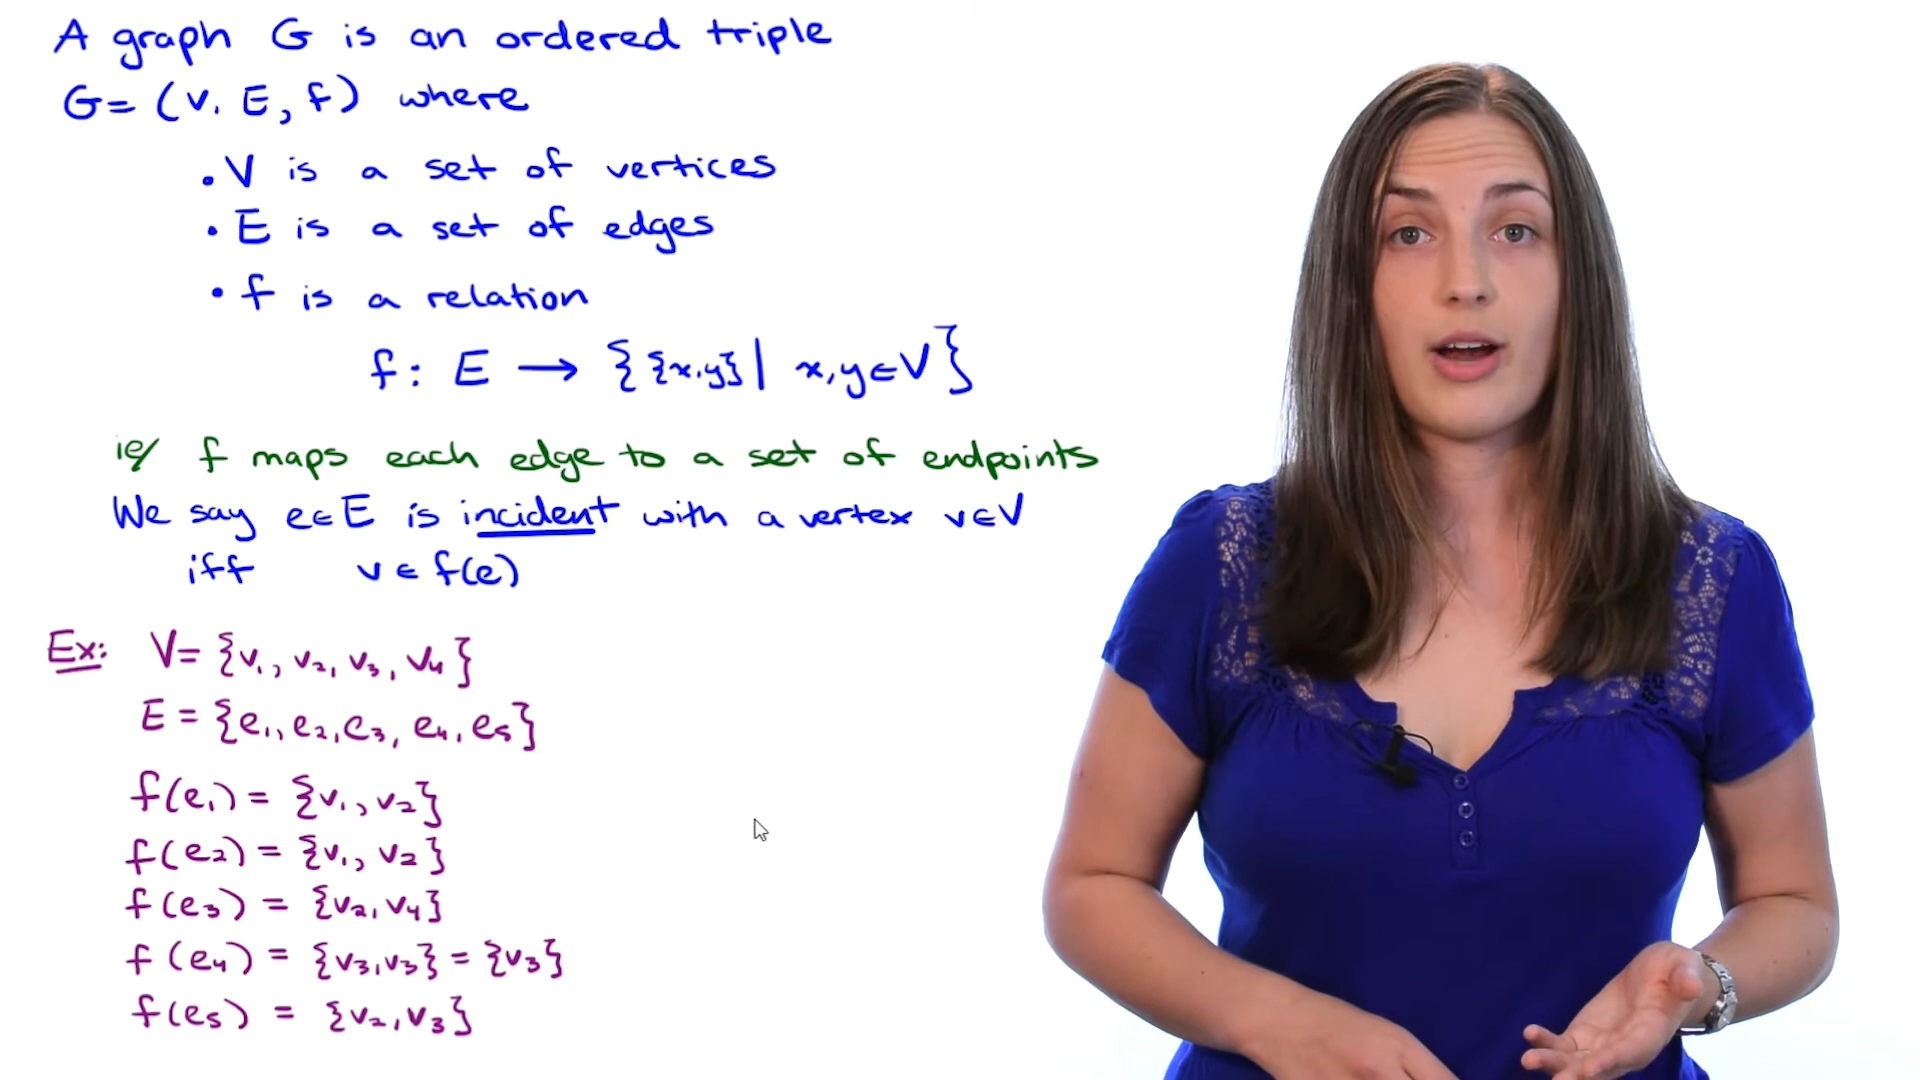 A graph G is an ordered triple
G = (V, E, f) where
• V is a set of vertices
• E is a set of edges
• f is a relation
f: E → {{x,y} | x,y ∈ V}
ie/ f maps each edge to a set of endpoints
We say e∈E is incident with a vertex v∈V
iff v ∈ f(e)
Ex: V= {v₁, v₂, v₃, v₄}
E = {e₁, e₂, e₃, e₄, e₅}
f(e₁) = {v₁, v₂}
f(e₂) = {v₁, v₂}
f(e₃) = {v₂, v₄}
f(e₄) = {v₃, v₃} = {v₃}
f(e₅) = {v₂, v₃}